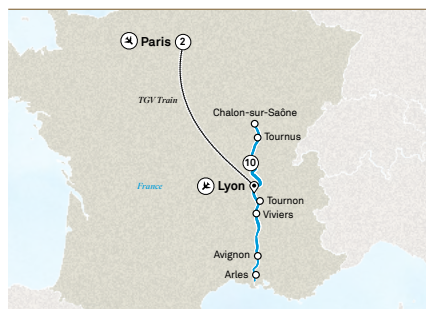 Paris 2
TGV Train
Chalon-sur-Saône
Tournus
10
Lyon
France
Tournon
Viviers
Avignon
Arles